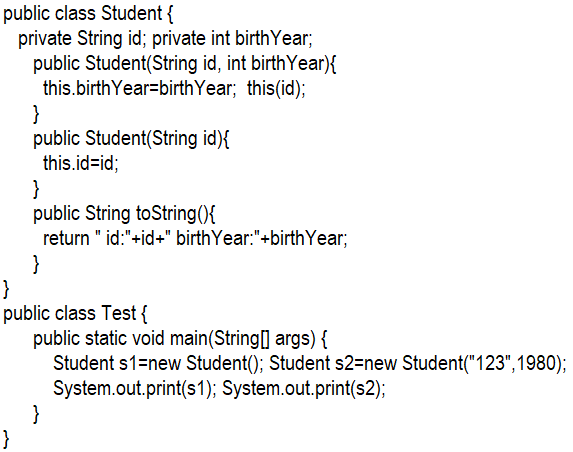 public class Student {
private String id; private int birthYear;
public Student(String id, int birthYear){
this.birthYear=birthYear;  this(id);
}
public Student(String id){
this.id=id;
}
public String toString(){
return " id:"+id+" birthYear:"+birthYear;
}
}
public class Test {
public static void main(String[] args) {
Student s1=new Student(); Student s2=new Student("123",1980);
System.out.print(s1); System.out.print(s2);
}
}